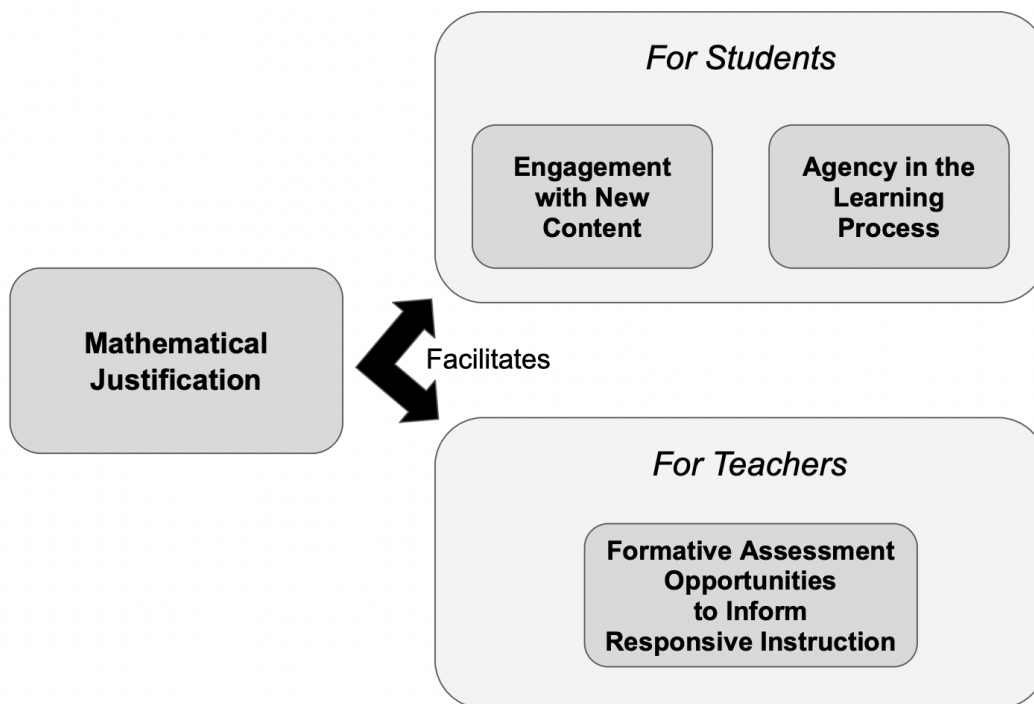 For Students
Engagement
with New
Content
Agency in the
Learning
Process
Mathematical
Justification
Facilitates
For Teachers
Formative Assessment
Opportunities
to Inform
Responsive Instruction